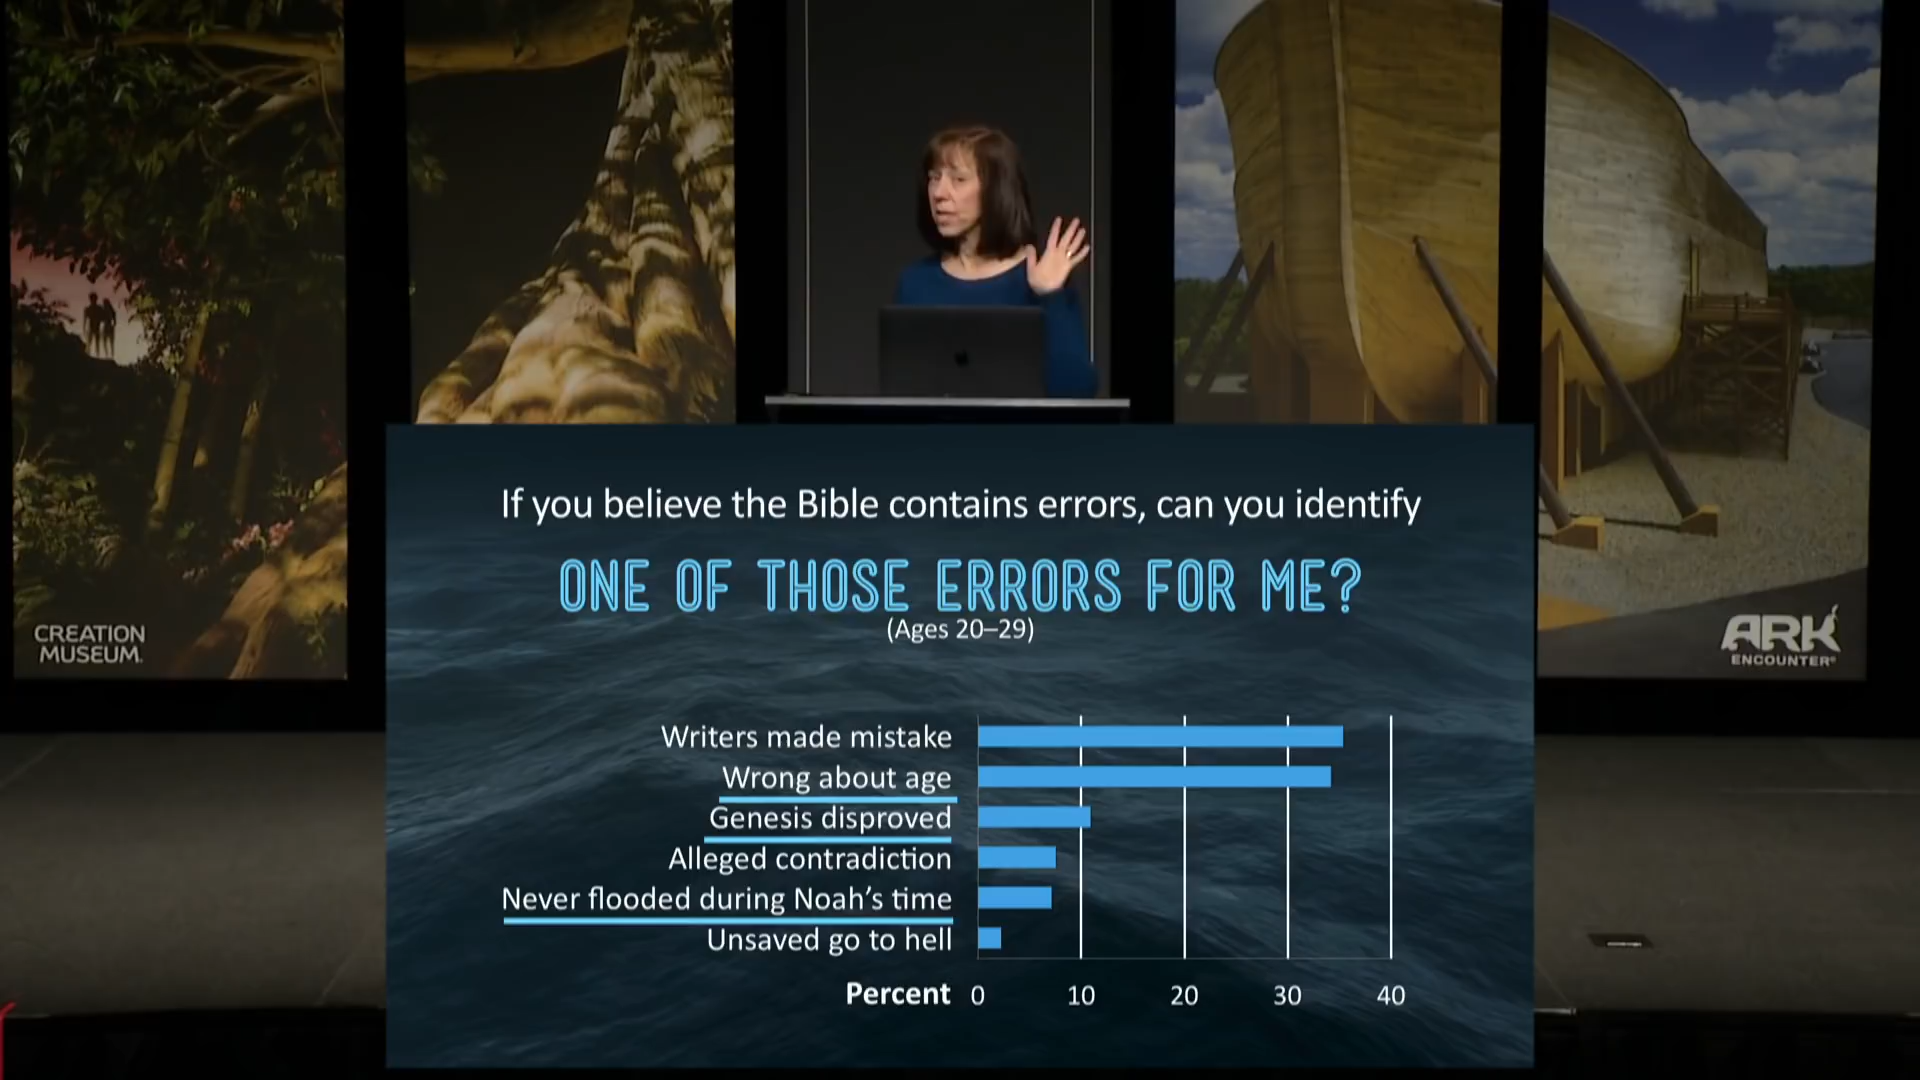 CREATION
MUSEUM.
ARK
ENCOUNTER
If you believe the Bible contains errors, can you identify
ONE OF THOSE ERRORS FOR ME?
(Ages 20–29)
Writers made mistake
Wrong about age
Genesis disproved
Alleged contradiction
Never flooded during Noah’s time
Unsaved go to hell
Percent 0 10 20 30 40